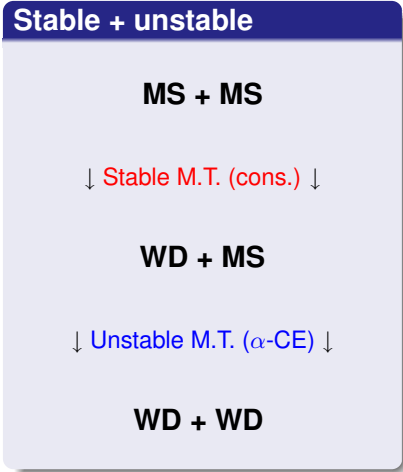 Stable + unstable
MS + MS
↓ Stable M.T. (cons.) ↓
WD + MS
↓ Unstable M.T. (α-CE) ↓
WD + WD